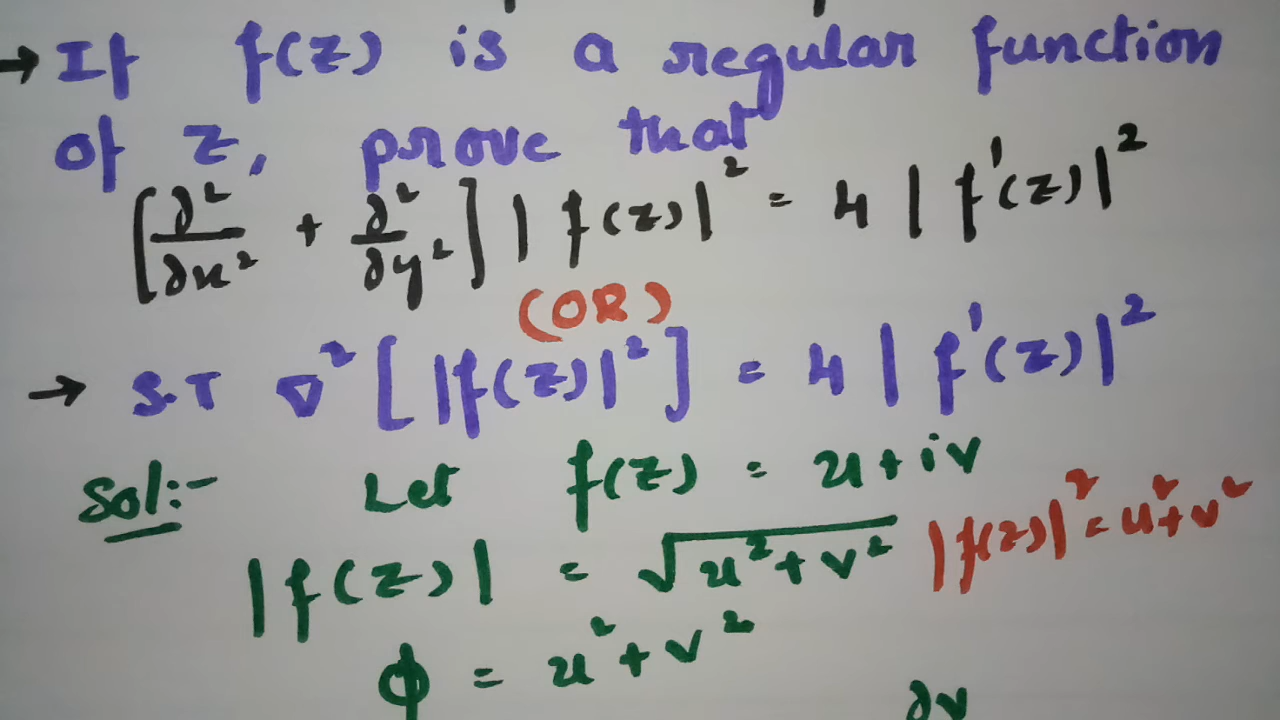 → If f(z) is a regular function
of z, prove that
[∂²/∂x² + ∂²/∂y²] |f(z)|² = 4 |f'(z)|²
(OR)
→ S.T ∇² [|f(z)|²] = 4 |f'(z)|²
Sol:- Let f(z) = u+iv
|f(z)| = √(u²+v²) |f(z)|² = u²+v²
ϕ = u²+v²
∂v